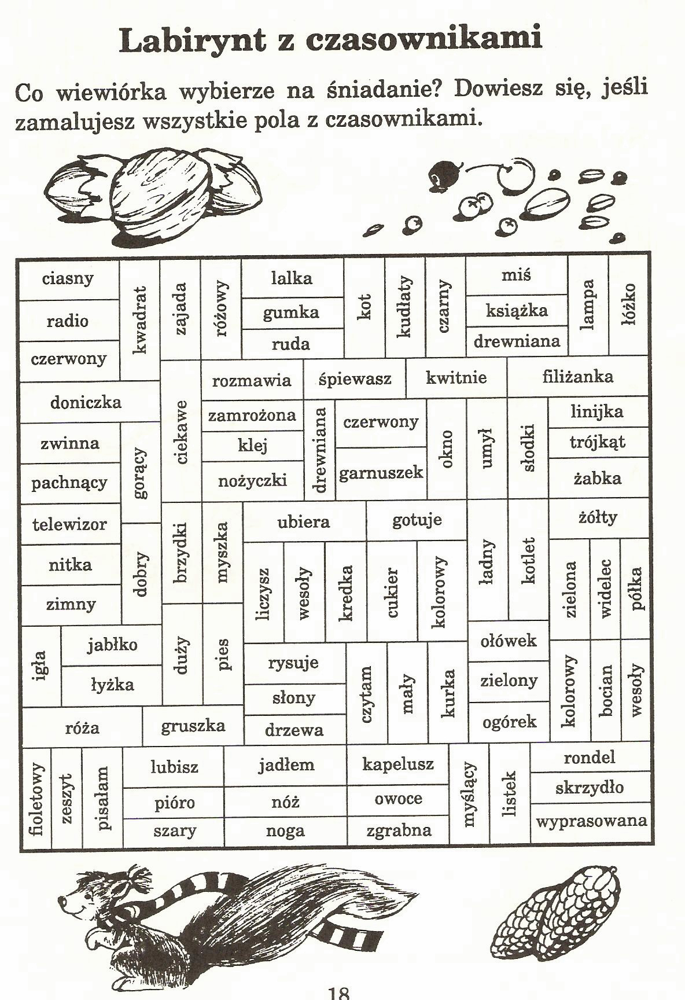 Labirynt z czasownikami
Co wiewiórka wybierze na śniadanie? Dowiesz się, jeśli
zamalujesz wszystkie pola z czasownikami.
ciasny
radio
czerwony
kwadrat
zajada
różowy
lalka
gumka
ruda
kot
kudłaty
czarny
miś
książka
drewniana
lampa
łóżko
doniczka
ciekawe
rozmawia
śpiewasz
kwitnie
filiżanka
zwinna
pachnący
gorący
zamrożona
klej
nożyczki
drewniana
czerwony
garnuszek
okno
umył
słodki
linijka
trójkąt
żabka
telewizor
nitka
zimny
dobry
brzydki
myszka
ubiera
gotuje
ładny
kotlet
żółty
liczysz
wesoły
kredka
cukier
kolorowy
zielona
widelec
półka
igła
jabłko
łyżka
duży
pies
rysuje
słony
drzewa
czytam
mały
kurka
ołówek
zielony
ogórek
kolorowy
bocian
wesoły
róża
gruszka
fioletowy
zeszyt
pisałam
lubisz
pióro
szary
jadłem
nóż
noga
kapelusz
owoce
zgrabna
myślący
listek
rondel
skrzydło
wyprasowana
18